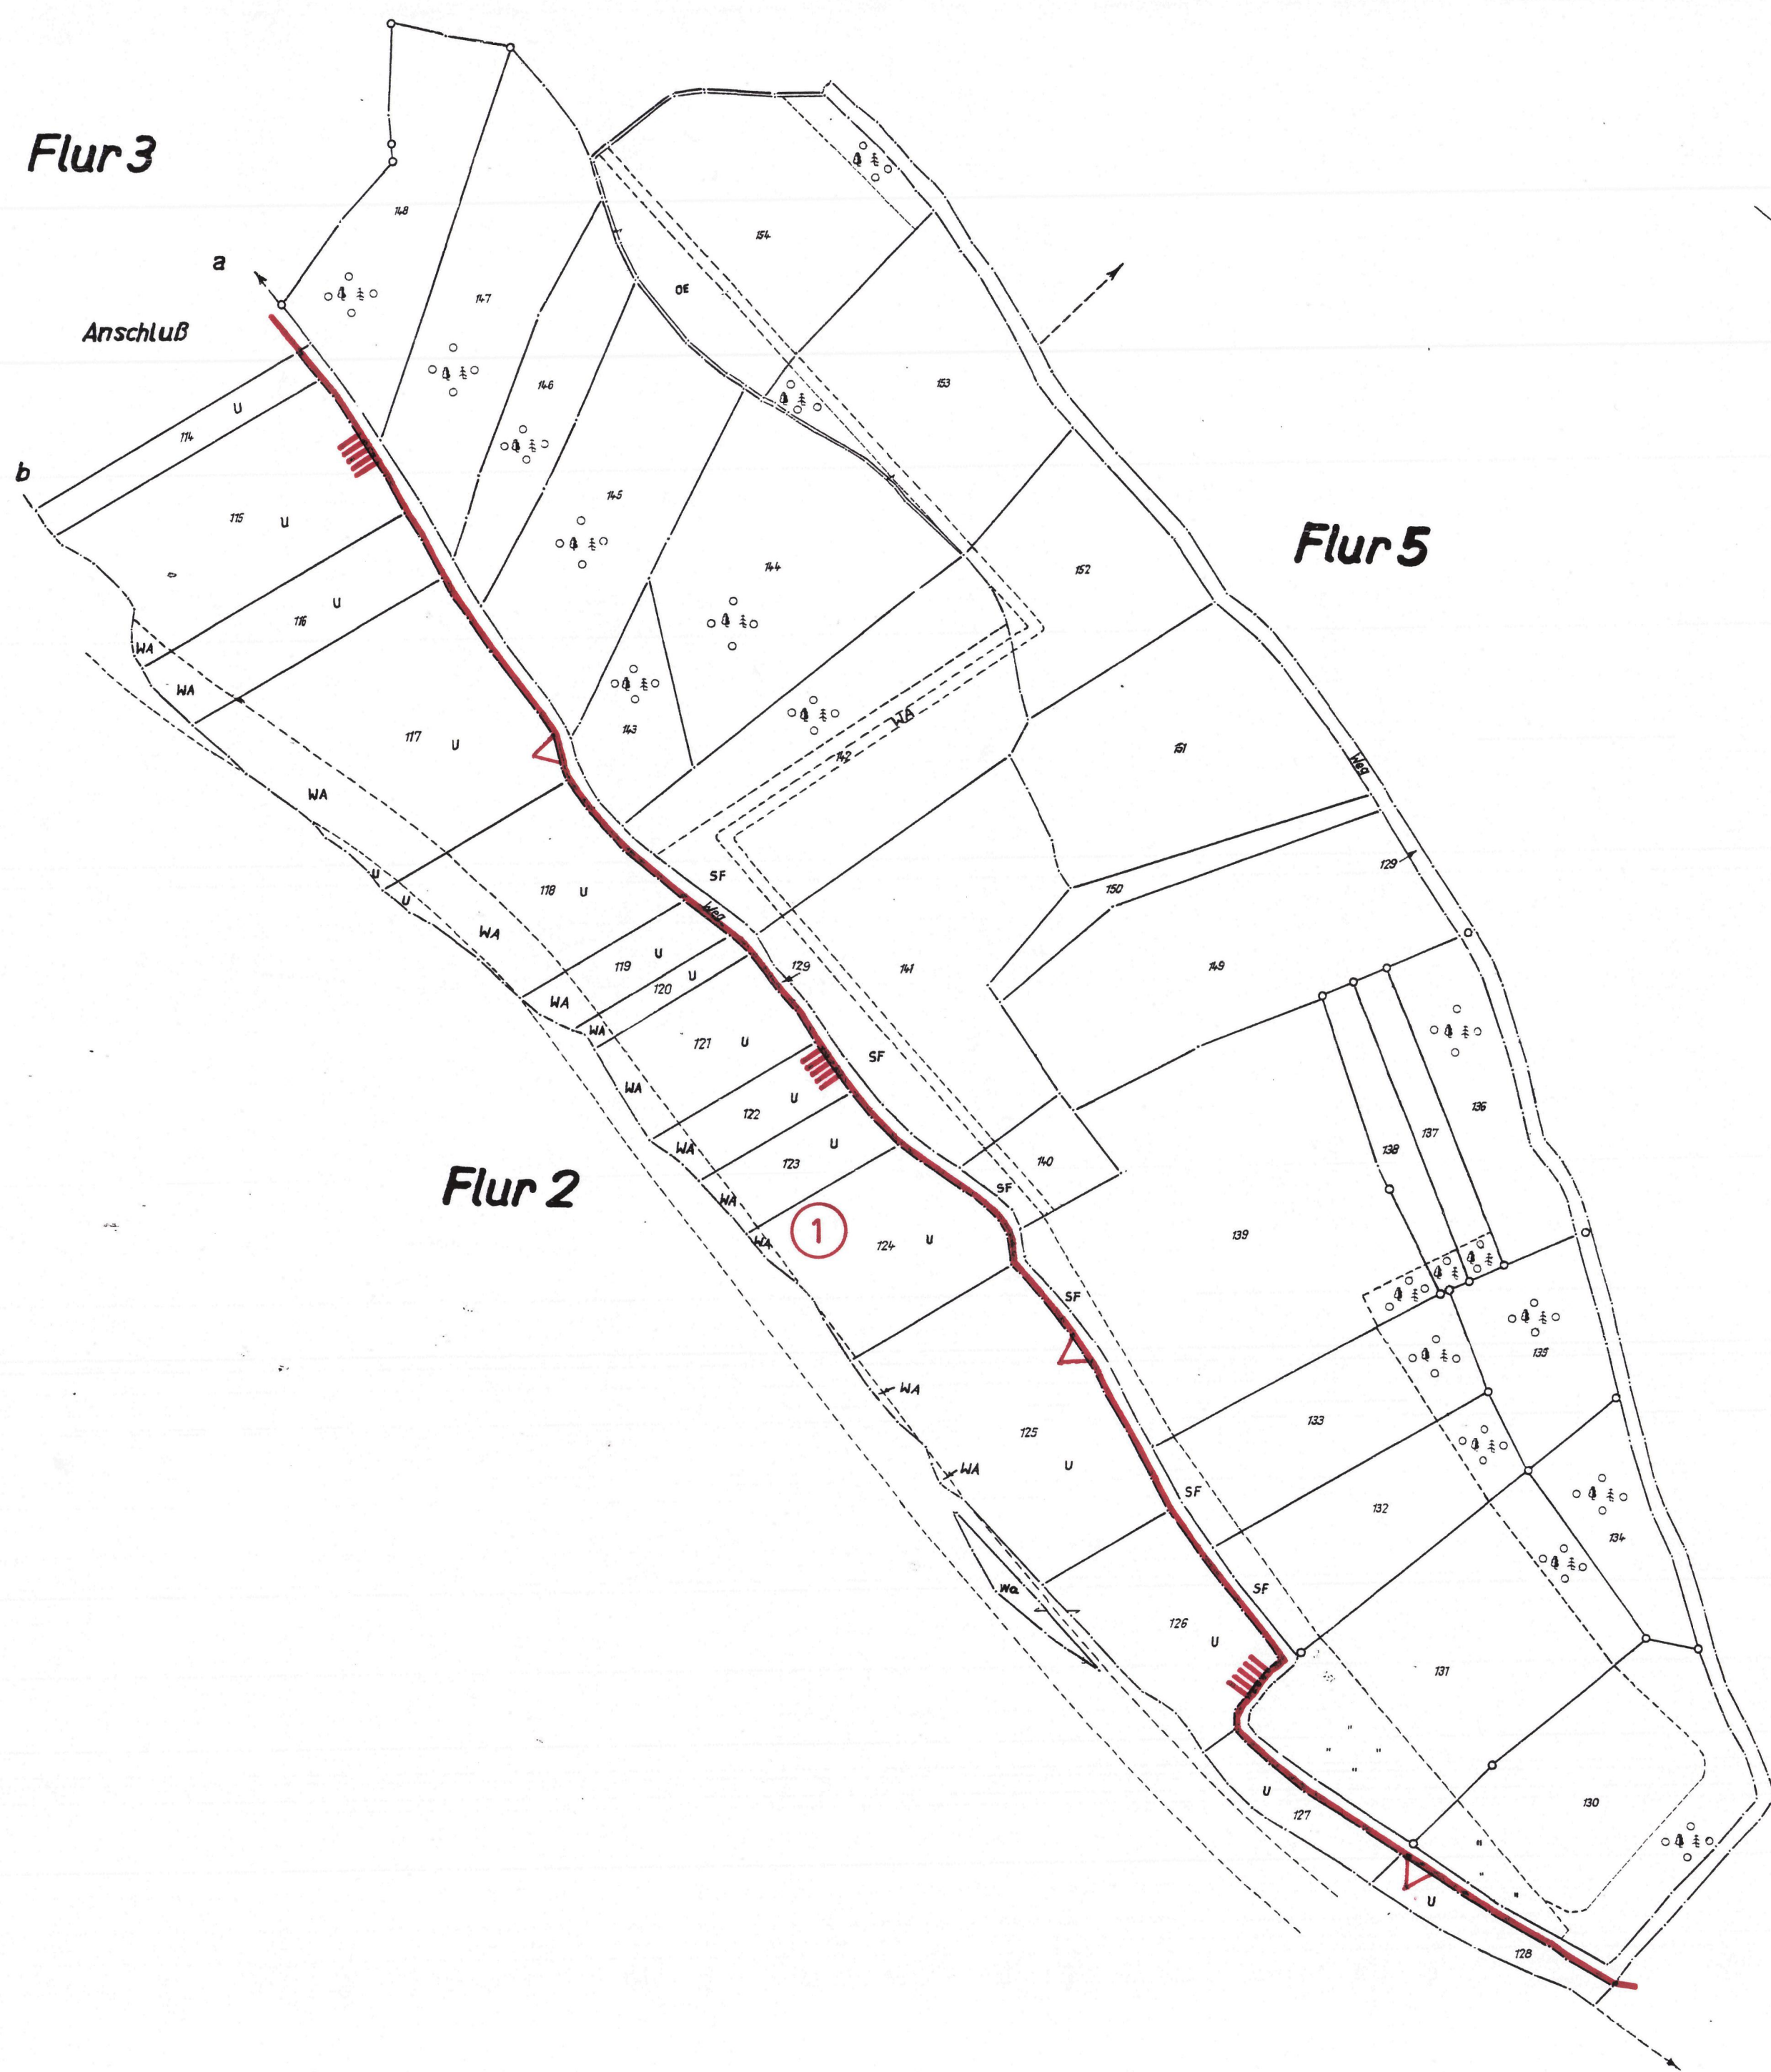 Flur 3
148
154
a
OE
147
Anschluß
153
146
U
114
b
145
115 U
Flur 5
144
152
U
116
WA
WA
143
WA
117 U
142
151
Weg
WA
129
U
SF
118 U
150
U
Weg
WA
U
119
129
141
149
U
120
WA
WA
121 U
SF
WA
136
U
122
137
U
WA
138
123
140
Flur 2
SF
WA
1
WA
124 U
139
SF
135
WA
133
125
U
WA
SF
132
134
Wa
SF
126
U
131
U
127
130
U
128